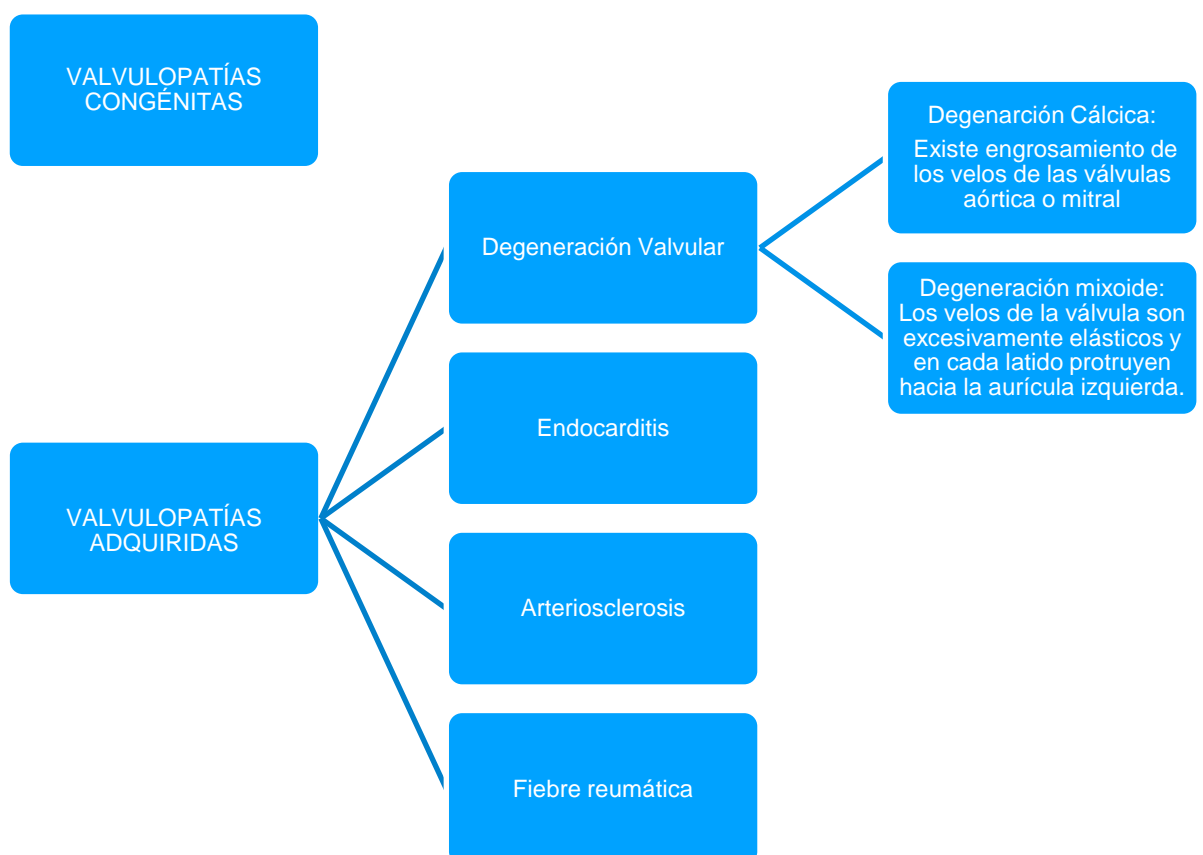 VALVULOPATÍAS
CONGÉNITAS
VALVULOPATÍAS
ADQUIRIDAS
Degeneración Valvular
Degenarción Cálcica:
Existe engrosamiento de
los velos de las válvulas
aórtica o mitral
Degeneración mixoide:
Los velos de la válvula son
excesivamente elásticos y
en cada latido protruyen
hacia la aurícula izquierda.
Endocarditis
Arteriosclerosis
Fiebre reumática